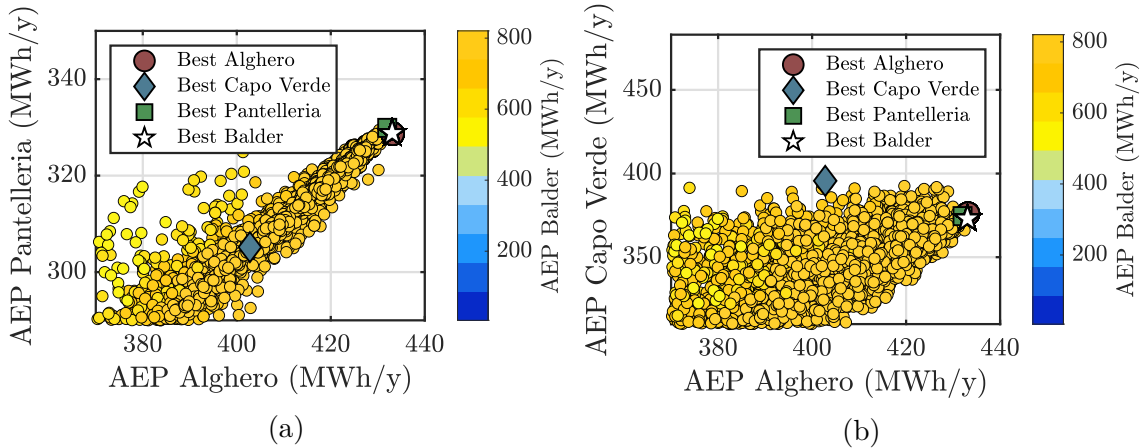 AEP Pantelleria (MWh/y)
340
320
300
380
400
420
440
AEP Alghero (MWh/y)
Best Alghero
Best Capo Verde
Best Pantelleria
Best Balder
800
600
400
200
AEP Balder (MWh/y)
(a)
AEP Capo Verde (MWh/y)
450
400
350
380
400
420
440
AEP Alghero (MWh/y)
Best Alghero
Best Capo Verde
Best Pantelleria
Best Balder
800
600
400
200
AEP Balder (MWh/y)
(b)